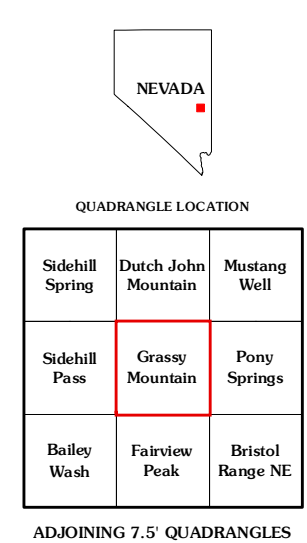 NEVADA
QUADRANGLE LOCATION
Sidehill
Spring
Dutch John
Mountain
Mustang
Well
Sidehill
Pass
Grassy
Mountain
Pony
Springs
Bailey
Wash
Fairview
Peak
Bristol
Range NE
ADJOINING 7.5' QUADRANGLES